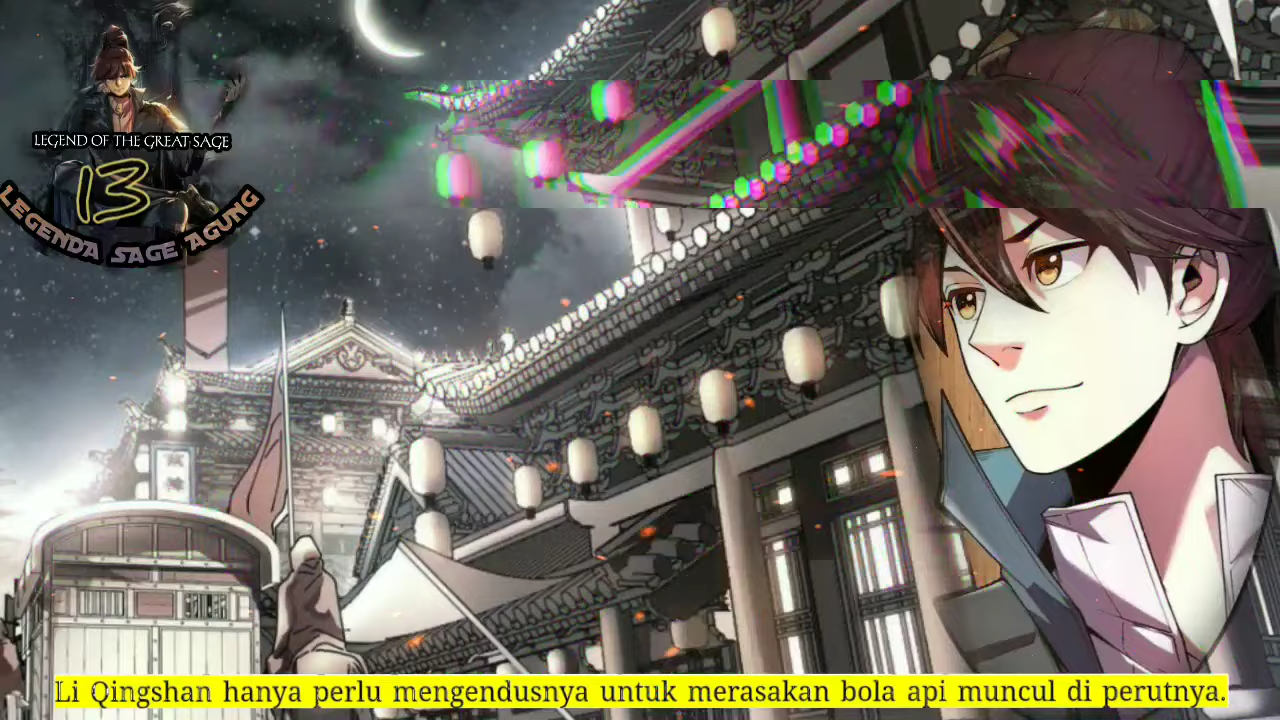 LEGEND OF THE GREAT SAGE
13
LEGENDA SAGE AGUNG
Li Qingshan hanya perlu mengendusnya untuk merasakan bola api muncul di perutnya.